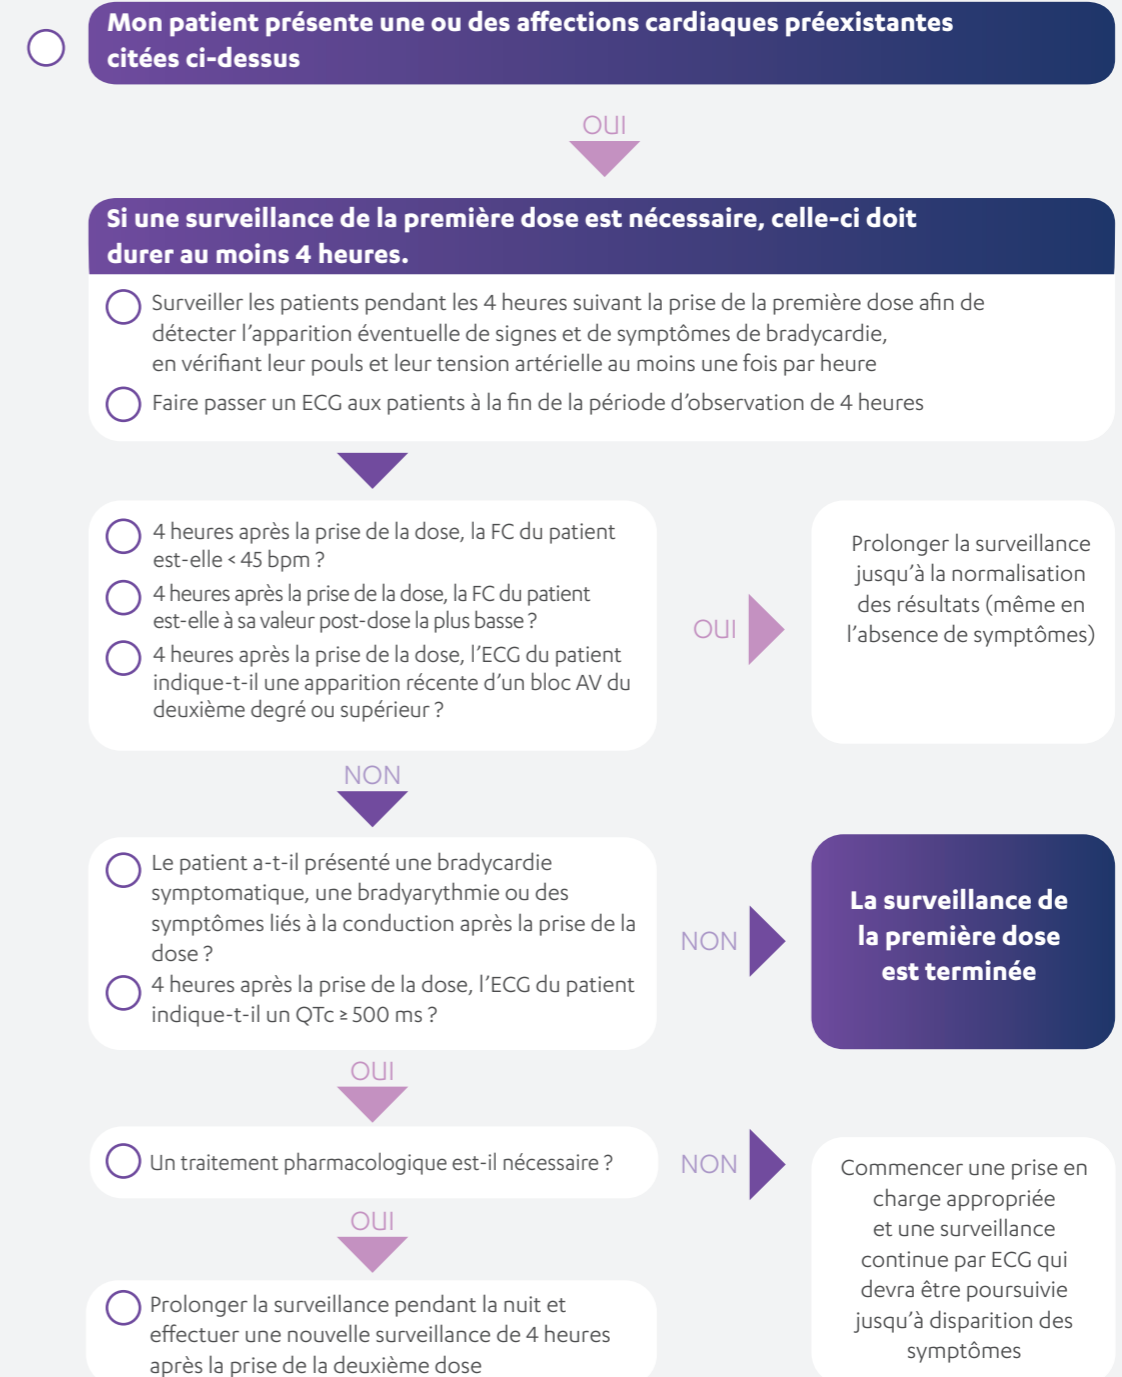 Mon patient présente une ou des affections cardiaques préexistantes
citées ci-dessus
OUI
Si une surveillance de la première dose est nécessaire, celle-ci doit
durer au moins 4 heures.
Surveiller les patients pendant les 4 heures suivant la prise de la première dose afin de
détecter l’apparition éventuelle de signes et de symptômes de bradycardie,
en vérifiant leur pouls et leur tension artérielle au moins une fois par heure
Faire passer un ECG aux patients à la fin de la période d’observation de 4 heures
4 heures après la prise de la dose, la FC du patient
est-elle < 45 bpm ?
4 heures après la prise de la dose, la FC du patient
est-elle à sa valeur post-dose la plus basse ?
4 heures après la prise de la dose, l’ECG du patient
indique-t-il une apparition récente d’un bloc AV du
deuxième degré ou supérieur ?
OUI
Prolonger la surveillance
jusqu’à la normalisation
des résultats (même en
l’absence de symptômes)
NON
Le patient a-t-il présenté une bradycardie
symptomatique, une bradyarythmie ou des
symptômes liés à la conduction après la prise de la
dose ?
4 heures après la prise de la dose, l’ECG du patient
indique-t-il un QTc ≥ 500 ms ?
NON
La surveillance de
la première dose
est terminée
OUI
Un traitement pharmacologique est-il nécessaire ?
NON
Commencer une prise en
charge appropriée
et une surveillance
continue par ECG qui
devra être poursuivie
jusqu’à disparition des
symptômes
OUI
Prolonger la surveillance pendant la nuit et
effectuer une nouvelle surveillance de 4 heures
après la prise de la deuxième dose